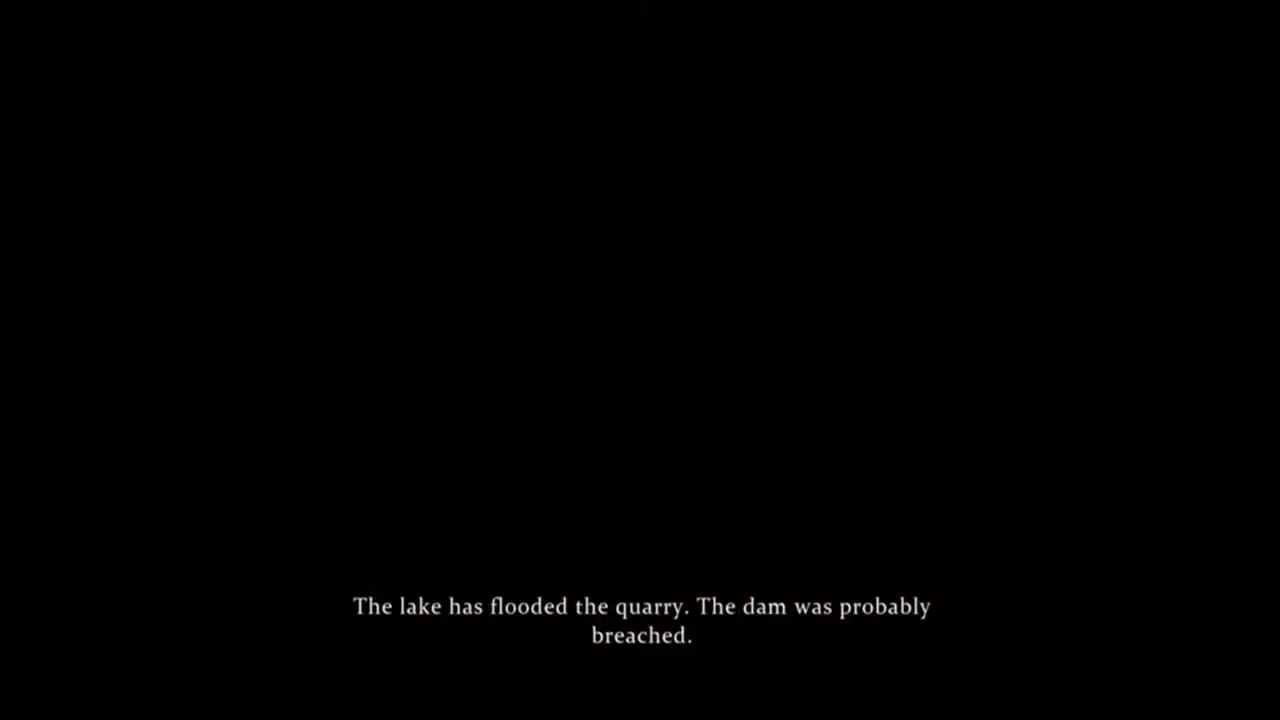 The lake has flooded the quarry. The dam was probably
breached.